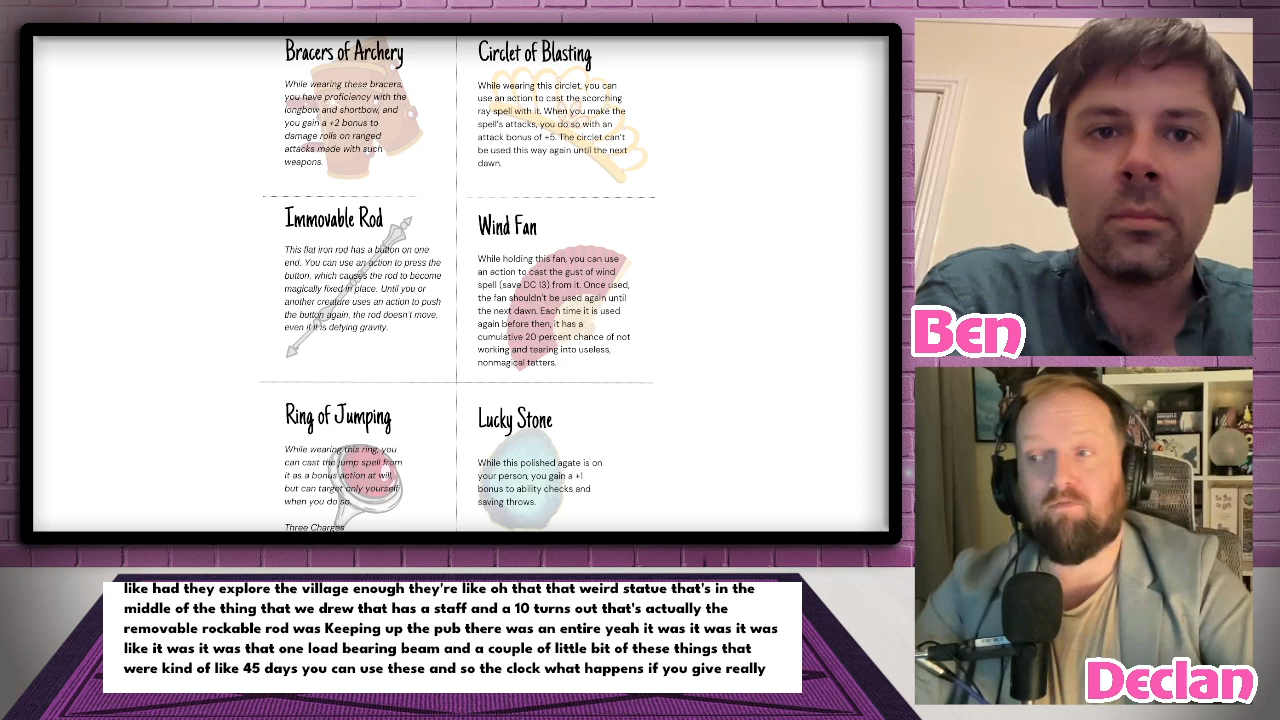 Bracers of Archery
While wearing these bracers,
you have proficiency with the
longbow and shortbow, and
you gain a +2 bonus to
damage rolls on ranged
attacks made with such
weapons.
Circlet of Blasting
While wearing this circlet, you can
use an action to cast the scorching
ray spell with it. When you make the
spell's attacks, you do so with an
attack bonus of +5. The circlet can't
be used this way again until the next
dawn.
Immovable Rod
This flat iron rod has a button on one
end. You can use an action to press the
button, which causes the rod to become
magically fixed in place. Until you or
another creature uses an action to push
the button again, the rod doesn't move,
even if it is defying gravity.
Wind Fan
While holding this fan, you can use
an action to cast the gust of wind
spell (save DC 13) from it. Once used,
the fan shouldn't be used again until
the next dawn. Each time it is used
again before then, it has a
cumulative 20 percent chance of not
working and tearing into useless,
nonmagical tatters.
Ring of Jumping
While wearing this ring, you
can cast the jump spell from
it as a bonus action at will,
but can target only yourself
when you do so.
Three Charges
Lucky Stone
While this polished agate is on
your person, you gain a +1
bonus to ability checks and
saving throws.
Ben
Declan
like had they explore the village enough they're like oh that that weird statue that's in the
middle of the thing that we drew that has a staff and a 10 turns out that's actually the
removable rockable rod was Keeping up the pub there was an entire yeah it was it was it was
like it was it was that one load bearing beam and a couple of little bit of these things that
were kind of like 45 days you can use these and so the clock what happens if you give really